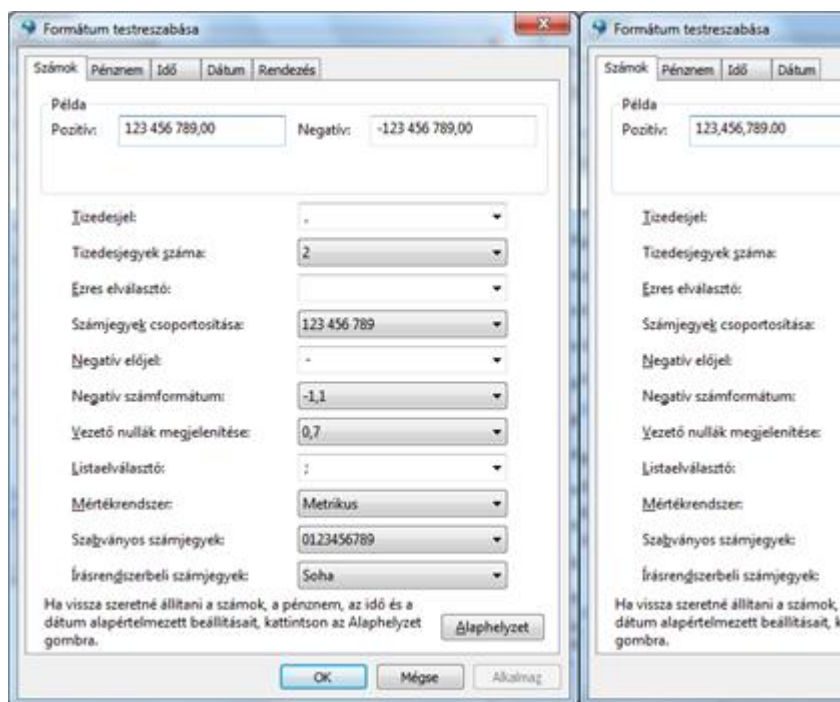 Formátum testreszabása
Számok Pénznem Idő Dátum Rendezés
Példa
Pozitív: 123 456 789,00 Negatív: -123 456 789,00
Tizedesjel: ,
Tizedesjegyek száma: 2
Ezres elválasztó:
Számjegyek csoportosítása: 123 456 789
Negatív előjel: -
Negatív számformátum: -1,1
Vezető nullák megjelenítése: 0,7
Listaelválasztó: ;
Mértékrendszer: Metrikus
Szabványos számjegyek: 0123456789
Írásrendszerbeli számjegyek: Soha
Ha vissza szeretné állítani a számok, a pénznem, az idő és a
dátum alapértelmezett beállításait, kattintson az Alaphelyzet
gombra.
Alaphelyzet
OK Mégse Alkalmaz
Formátum testreszabása
Számok Pénznem Idő Dátum
Példa
Pozitív: 123,456,789.00
Tizedesjel:
Tizedesjegyek száma:
Ezres elválasztó:
Számjegyek csoportosítása:
Negatív előjel:
Negatív számformátum:
Vezető nullák megjelenítése:
Listaelválasztó:
Mértékrendszer:
Szabványos számjegyek:
Írásrendszerbeli számjegyek:
Ha vissza szeretné állítani a számok,
dátum alapértelmezett beállításait, k
gombra.